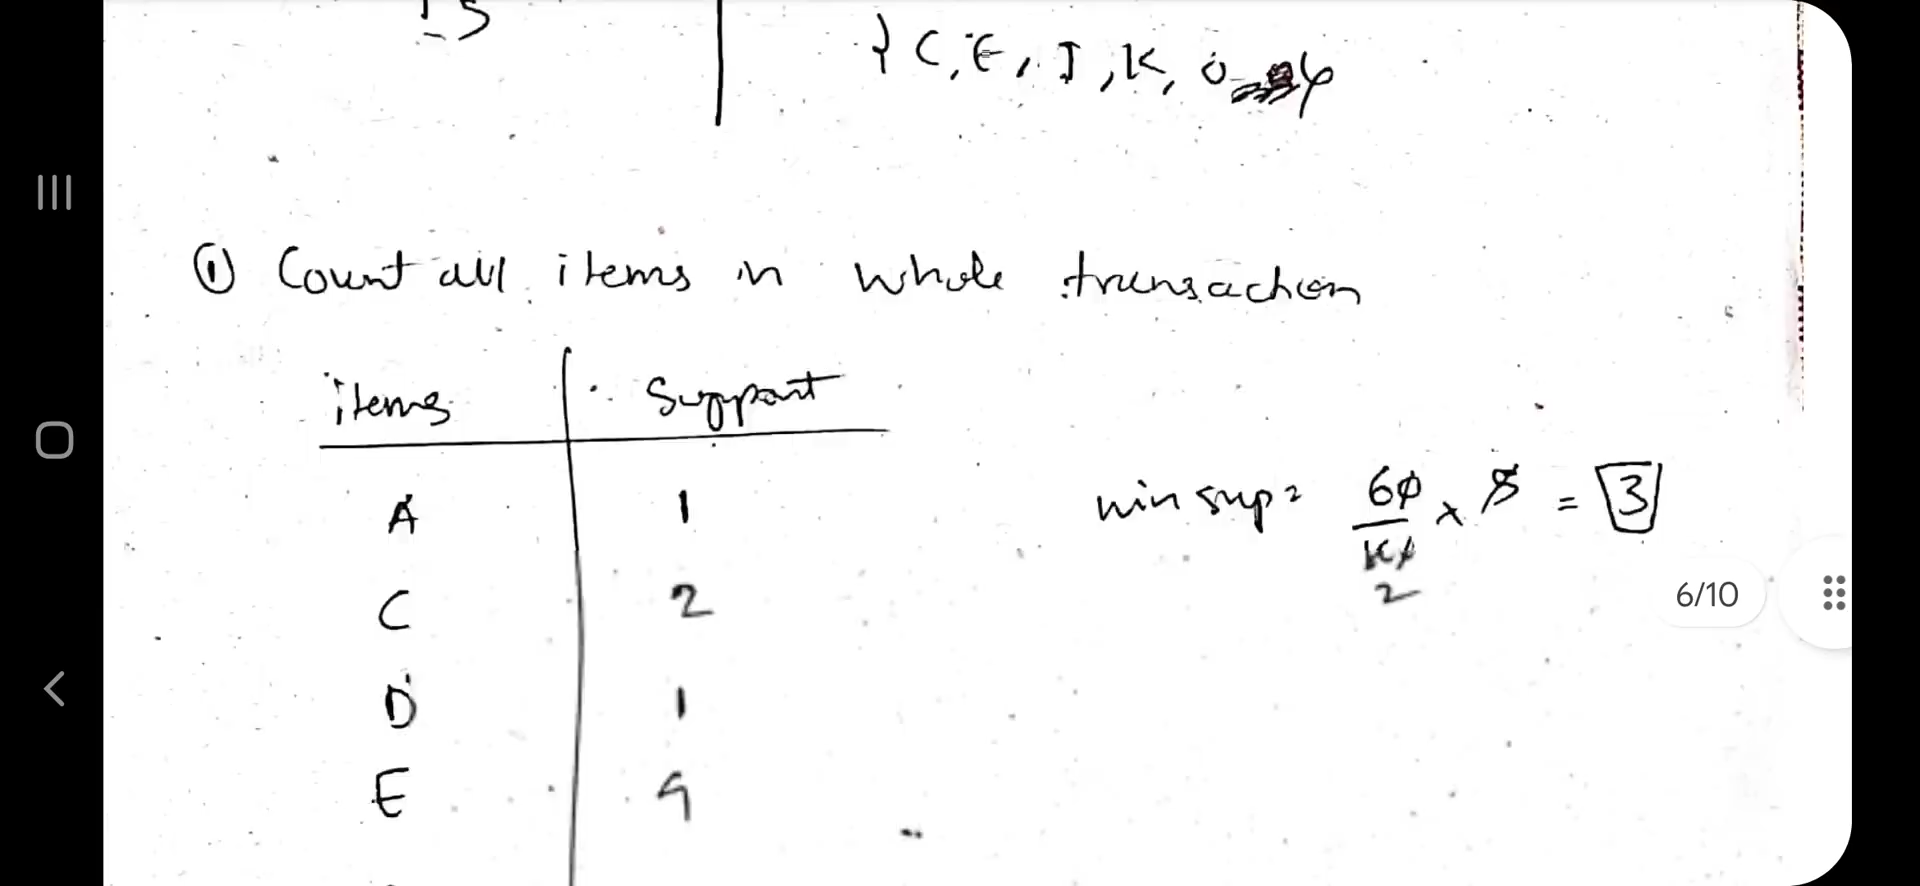 } C, E, I, K, O }
① Count all items in whole transaction
items | Support
A | 1
C | 2
D | 1
E | 4
min sup = 60/100 × 5 = 3
2
6/10